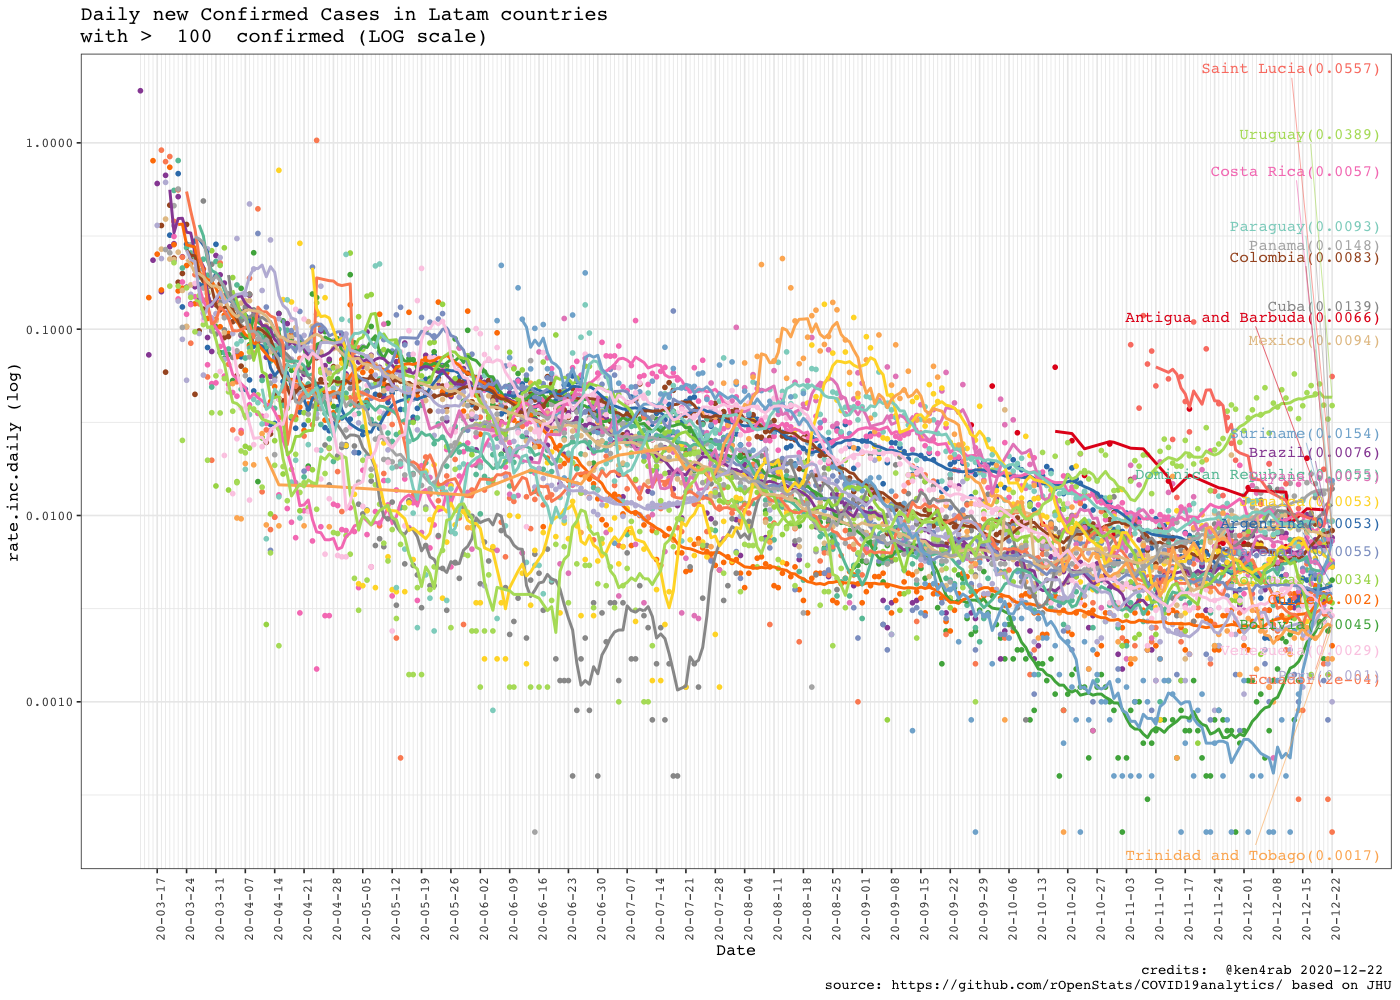 Daily new Confirmed Cases in Latam countries
with >  100  confirmed (LOG scale)
Saint Lucia(0.0557)
Uruguay(0.0389)
Costa Rica(0.0057)
Paraguay(0.0093)
Panama(0.0148)
Colombia(0.0083)
Cuba(0.0139)
Antigua and Barbuda(0.0066)
Mexico(0.0094)
Suriname(0.0154)
Brazil(0.0076)
Dominican Republic(0.0055)
Argentina(0.0053)
Bolivia(0.0045)
Venezuela(0.0029)
Ecuador(2e-04)
Trinidad and Tobago(0.0017)
1.0000
0.1000
0.0100
0.0010
rate.inc.daily (log)
20-03-17
20-03-24
20-03-31
20-04-07
20-04-14
20-04-21
20-04-28
20-05-05
20-05-12
20-05-19
20-05-26
20-06-02
20-06-09
20-06-16
20-06-23
20-06-30
20-07-07
20-07-14
20-07-21
20-07-28
20-08-04
20-08-11
20-08-18
20-08-25
20-09-01
20-09-08
20-09-15
20-09-22
20-09-29
20-10-06
20-10-13
20-10-20
20-10-27
20-11-03
20-11-10
20-11-17
20-11-24
20-12-01
20-12-08
20-12-15
20-12-22
Date
credits:  @ken4rab 2020-12-22
source: https://github.com/rOpenStats/COVID19analytics/ based on JHU